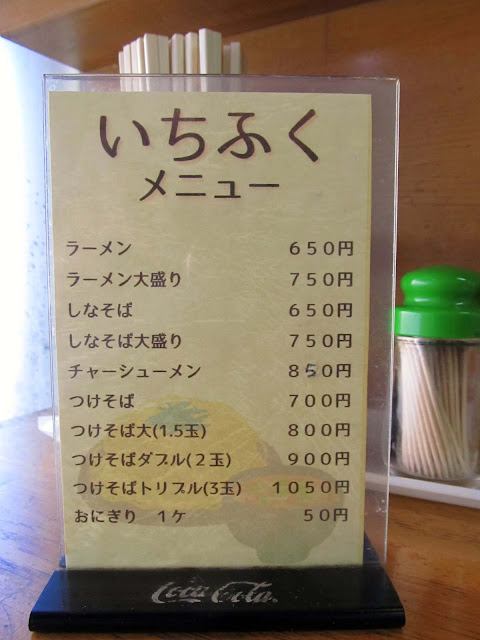 いちふく
メニュー
ラーメン ６５０円
ラーメン大盛り ７５０円
しなそば ６５０円
しなそば大盛り ７５０円
チャーシューメン ８５０円
つけそば ７００円
つけそば大(1.5玉) ８００円
つけそばダブル(２玉) ９００円
つけそばトリプル(3玉) １０５０円
おにぎり １ケ ５０円
Coca-Cola